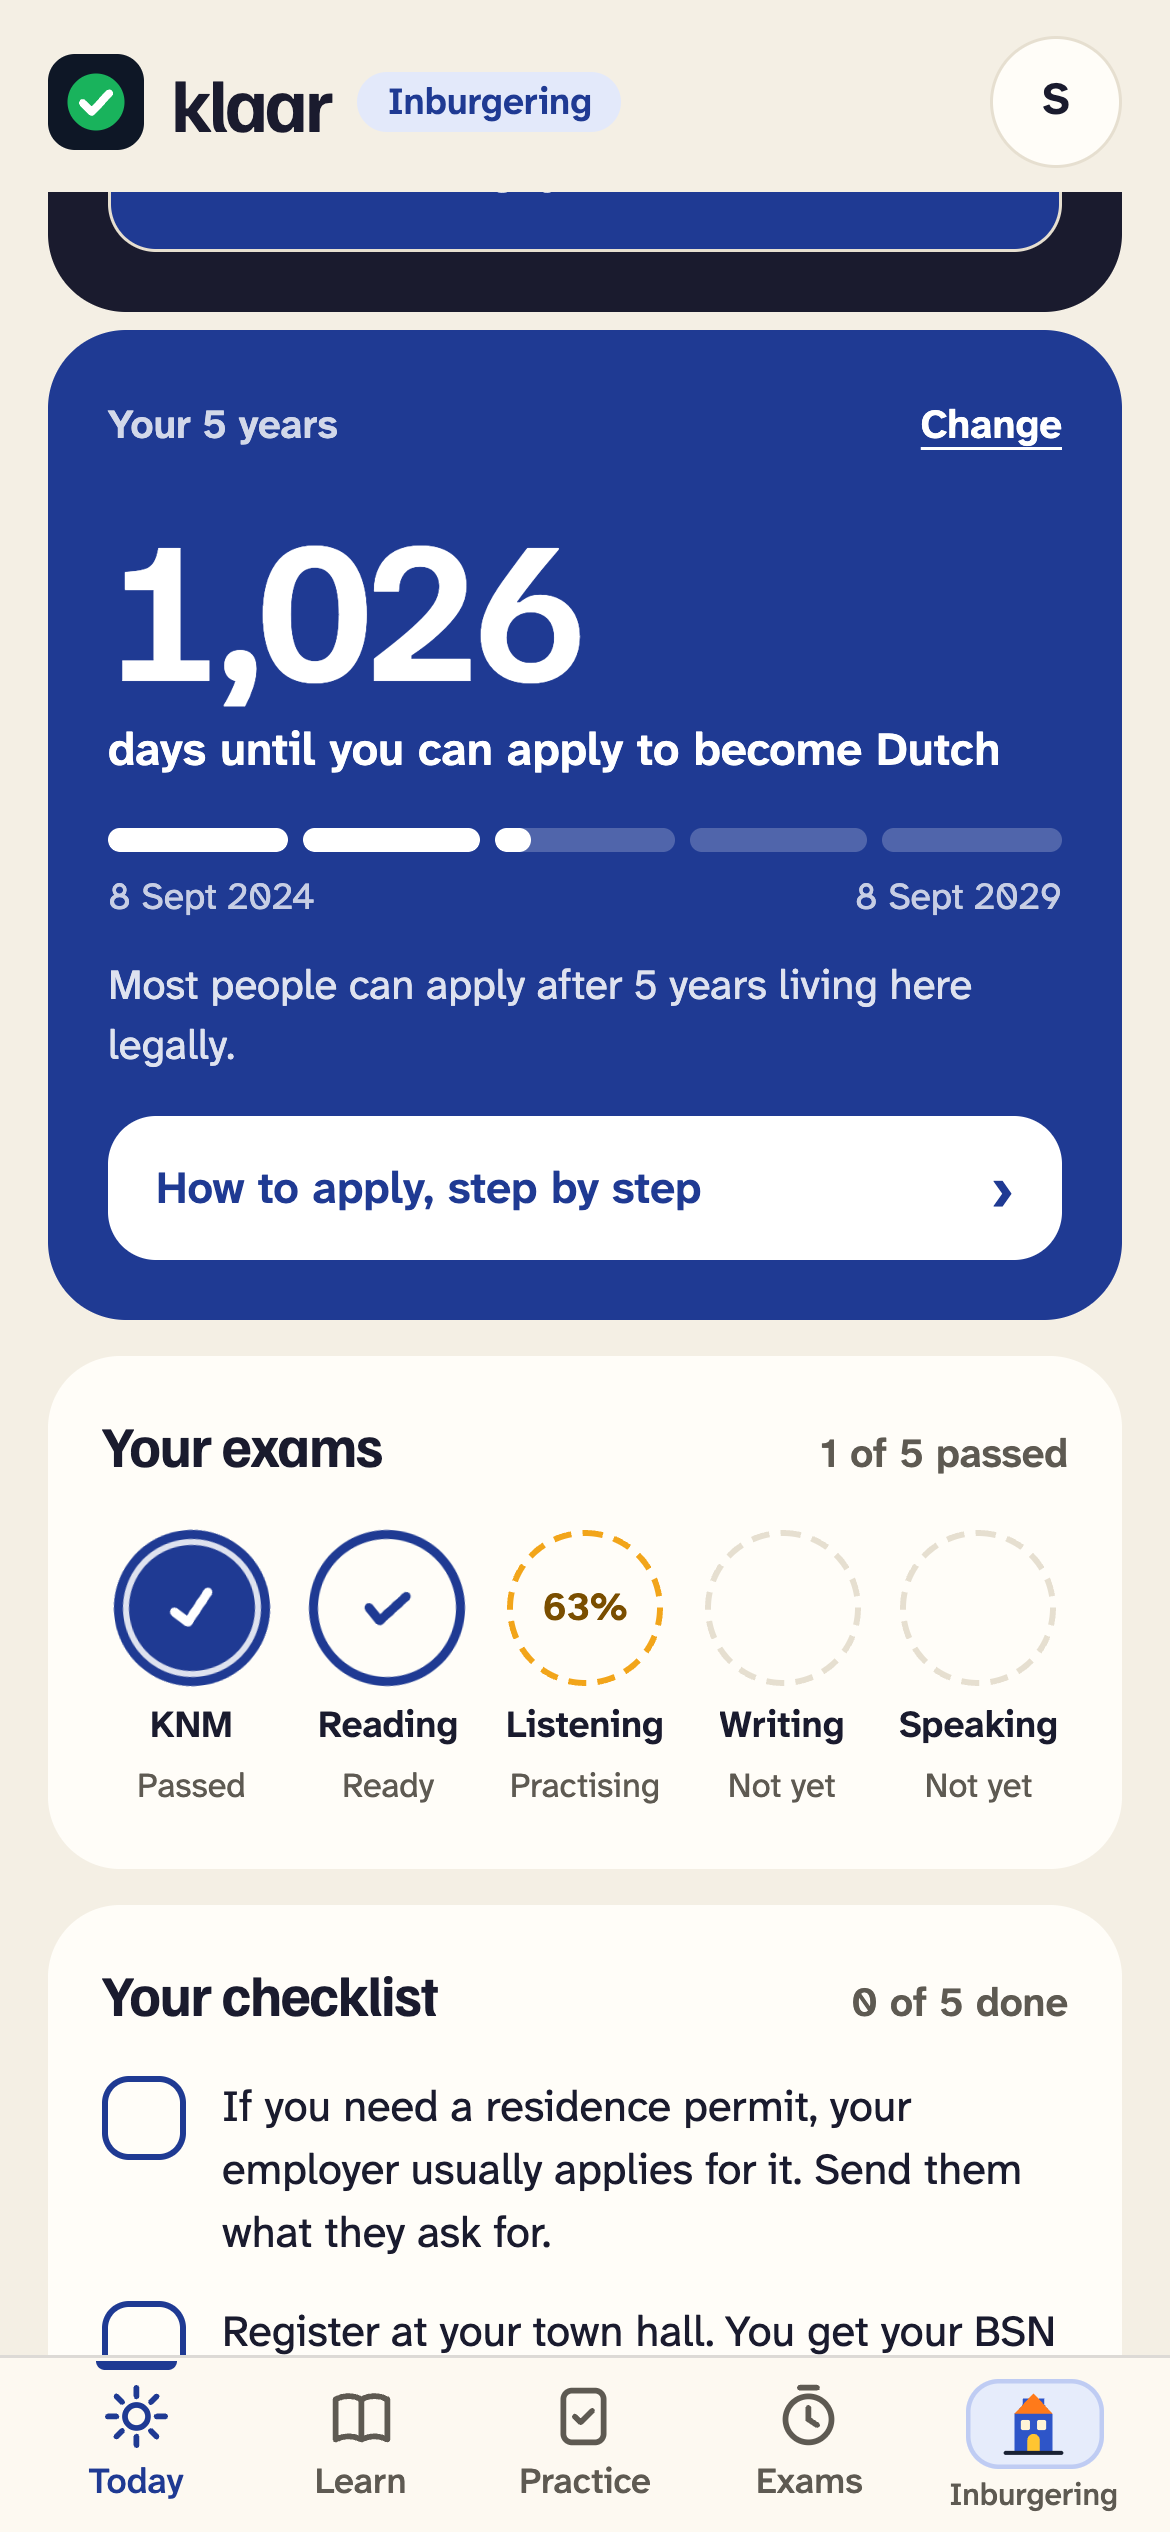 klaar
Inburgering
S
Your 5 years
Change
1,026
days until you can apply to become Dutch
8 Sept 2024
8 Sept 2029
Most people can apply after 5 years living here
legally.
How to apply, step by step
Your exams
1 of 5 passed
63%
KNM
Reading
Listening
Writing
Speaking
Passed
Ready
Practising
Not yet
Not yet
Your checklist
0 of 5 done
If you need a residence permit, your
employer usually applies for it. Send them
what they ask for.
Register at your town hall. You get your BSN
Today
Learn
Practice
Exams
Inburgering